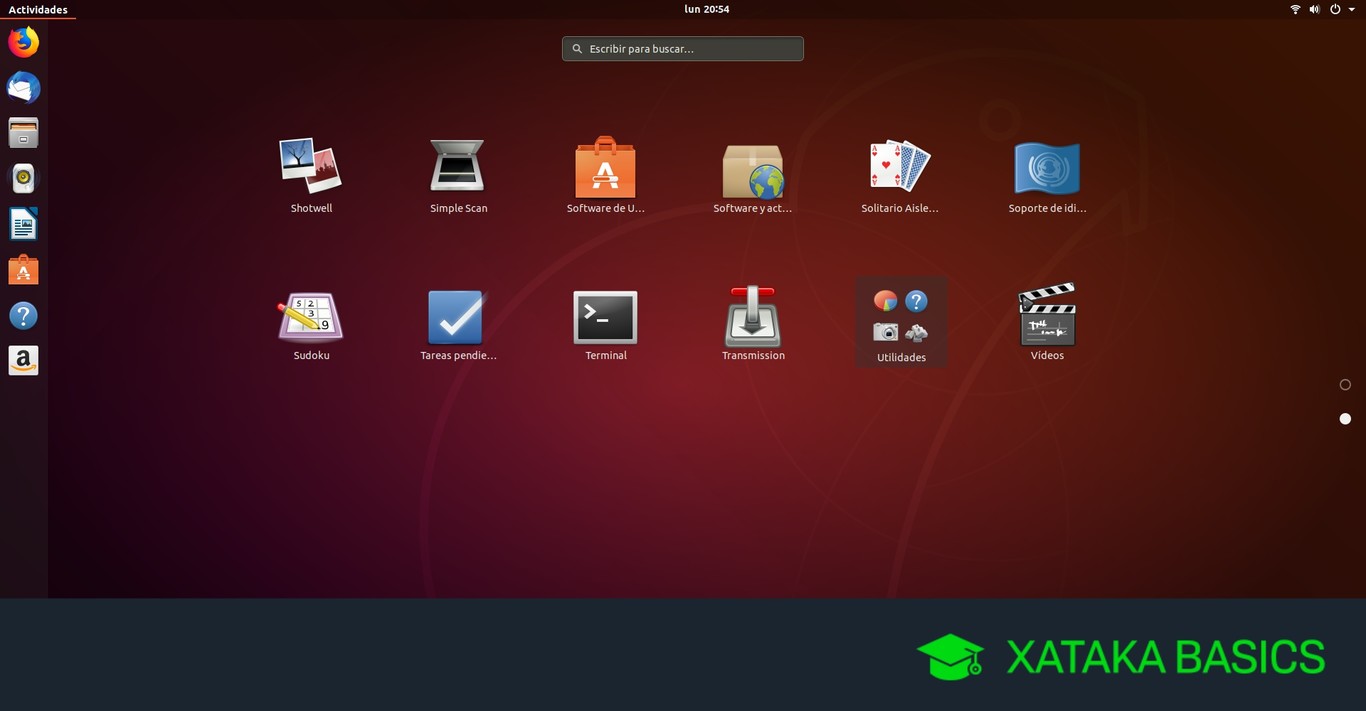 Actividades
lun 20:54
Escribir para buscar...
Shotwell
Simple Scan
Software de U...
Software y act...
Solitario Aisle...
Soporte de idi...
Sudoku
Tareas pendie...
Terminal
Transmission
Utilidades
Vídeos
XATAKA BASICS